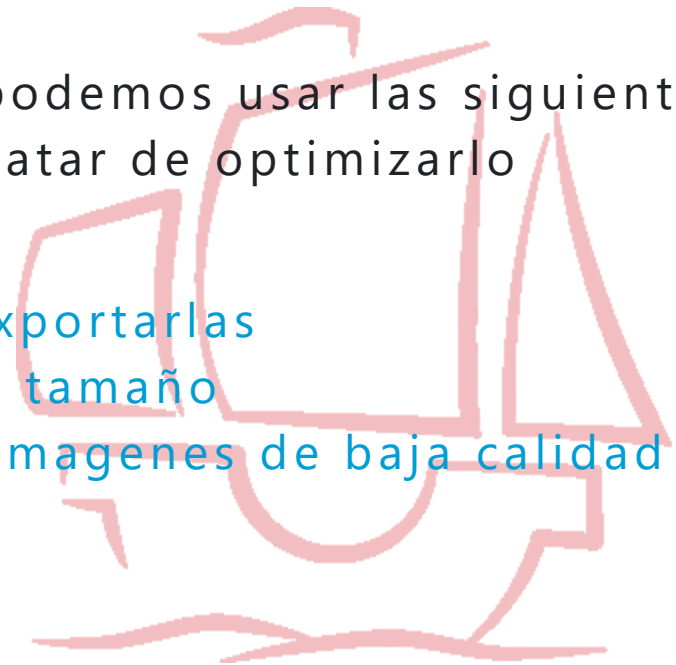 podemos usar las siguient
atar de optimizarlo
xportarlas
tamaño
magenes de baja calidad